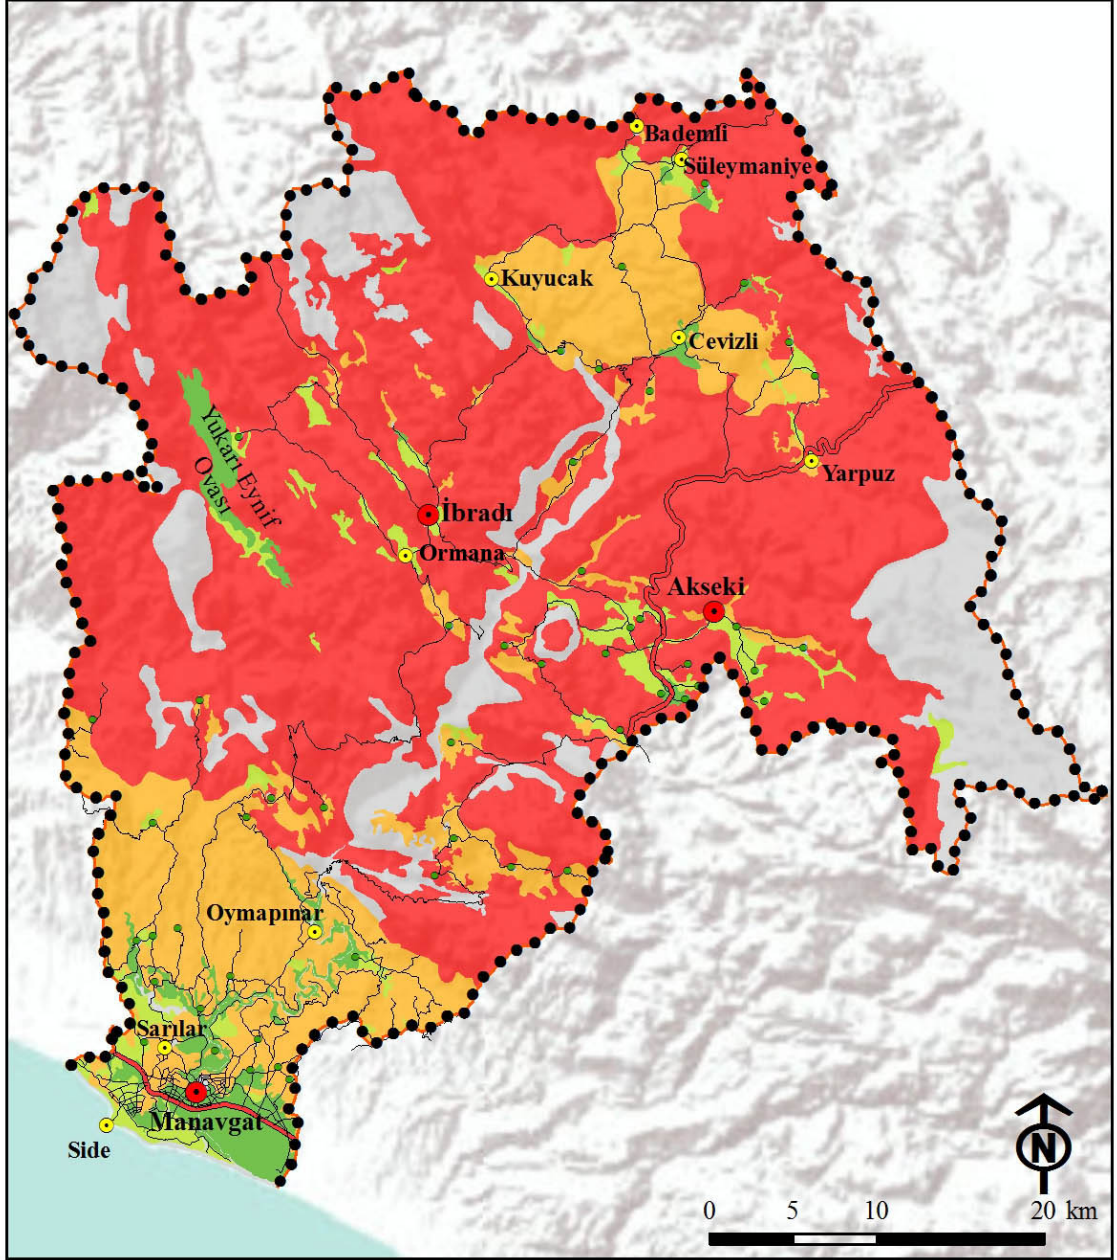 Bademli
Süleymaniye
Kuyucak
Cevizli
Yukarı Eynif
Ovası
Yarpuz
İbradı
Ormana
Akseki
Oymapınar
Sarılar
Manavgat
Side
N
0 5 10 20 km